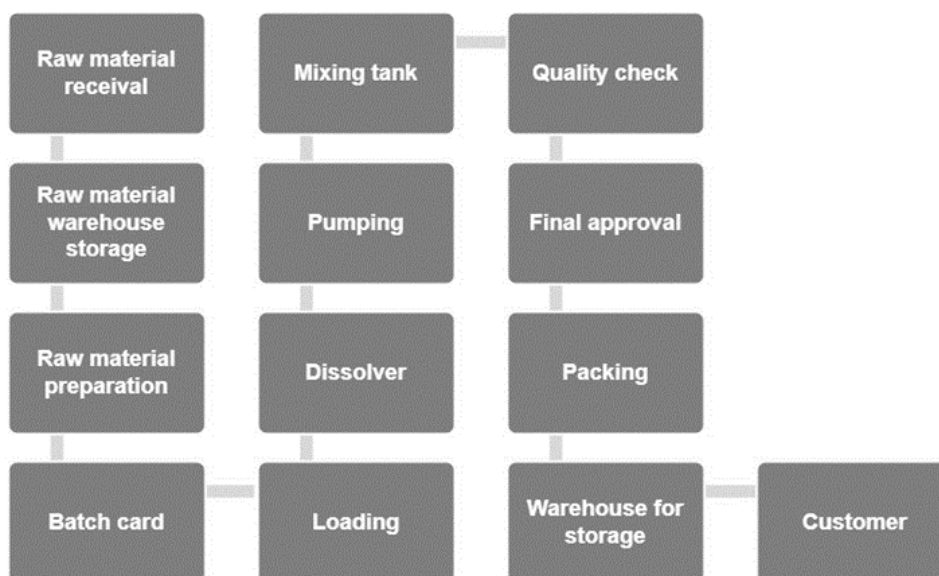 Raw material
receival
Raw material
warehouse
storage
Raw material
preparation
Batch card
Loading
Dissolver
Pumping
Mixing tank
Quality check
Final approval
Packing
Warehouse for
storage
Customer